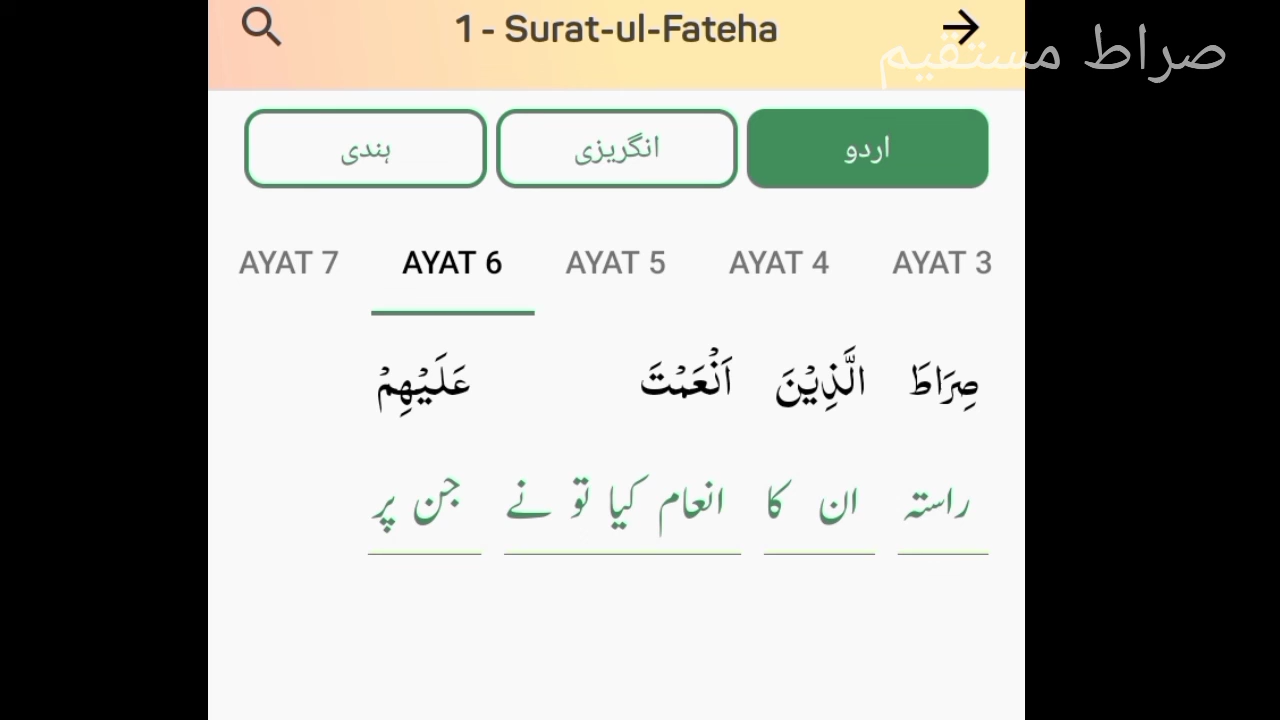 1 - Surat-ul-Fateha
صراط مستقیم
اردو انگریزی ہندی
AYAT 7 AYAT 6 AYAT 5 AYAT 4 AYAT 3
صِرَاطَ الَّذِیْنَ اَنْعَمْتَ عَلَیْهِمْ
راستہ ان کا انعام کیا تو نے جن پر